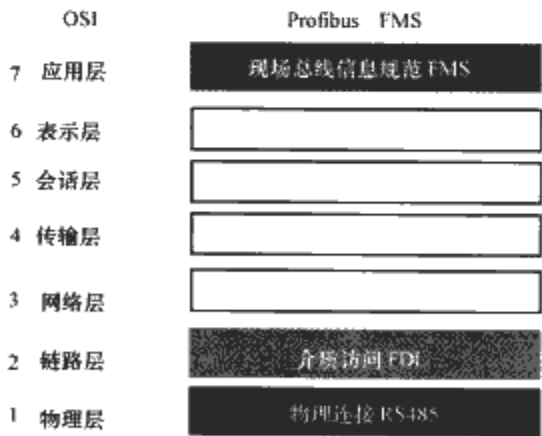 OSI Profibus FMS
7 应用层 现场总线信息规范 FMS
6 表示层
5 会话层
4 传输层
3 网络层
2 链路层 介质访问 FDL
1 物理层 物理连接 RS485